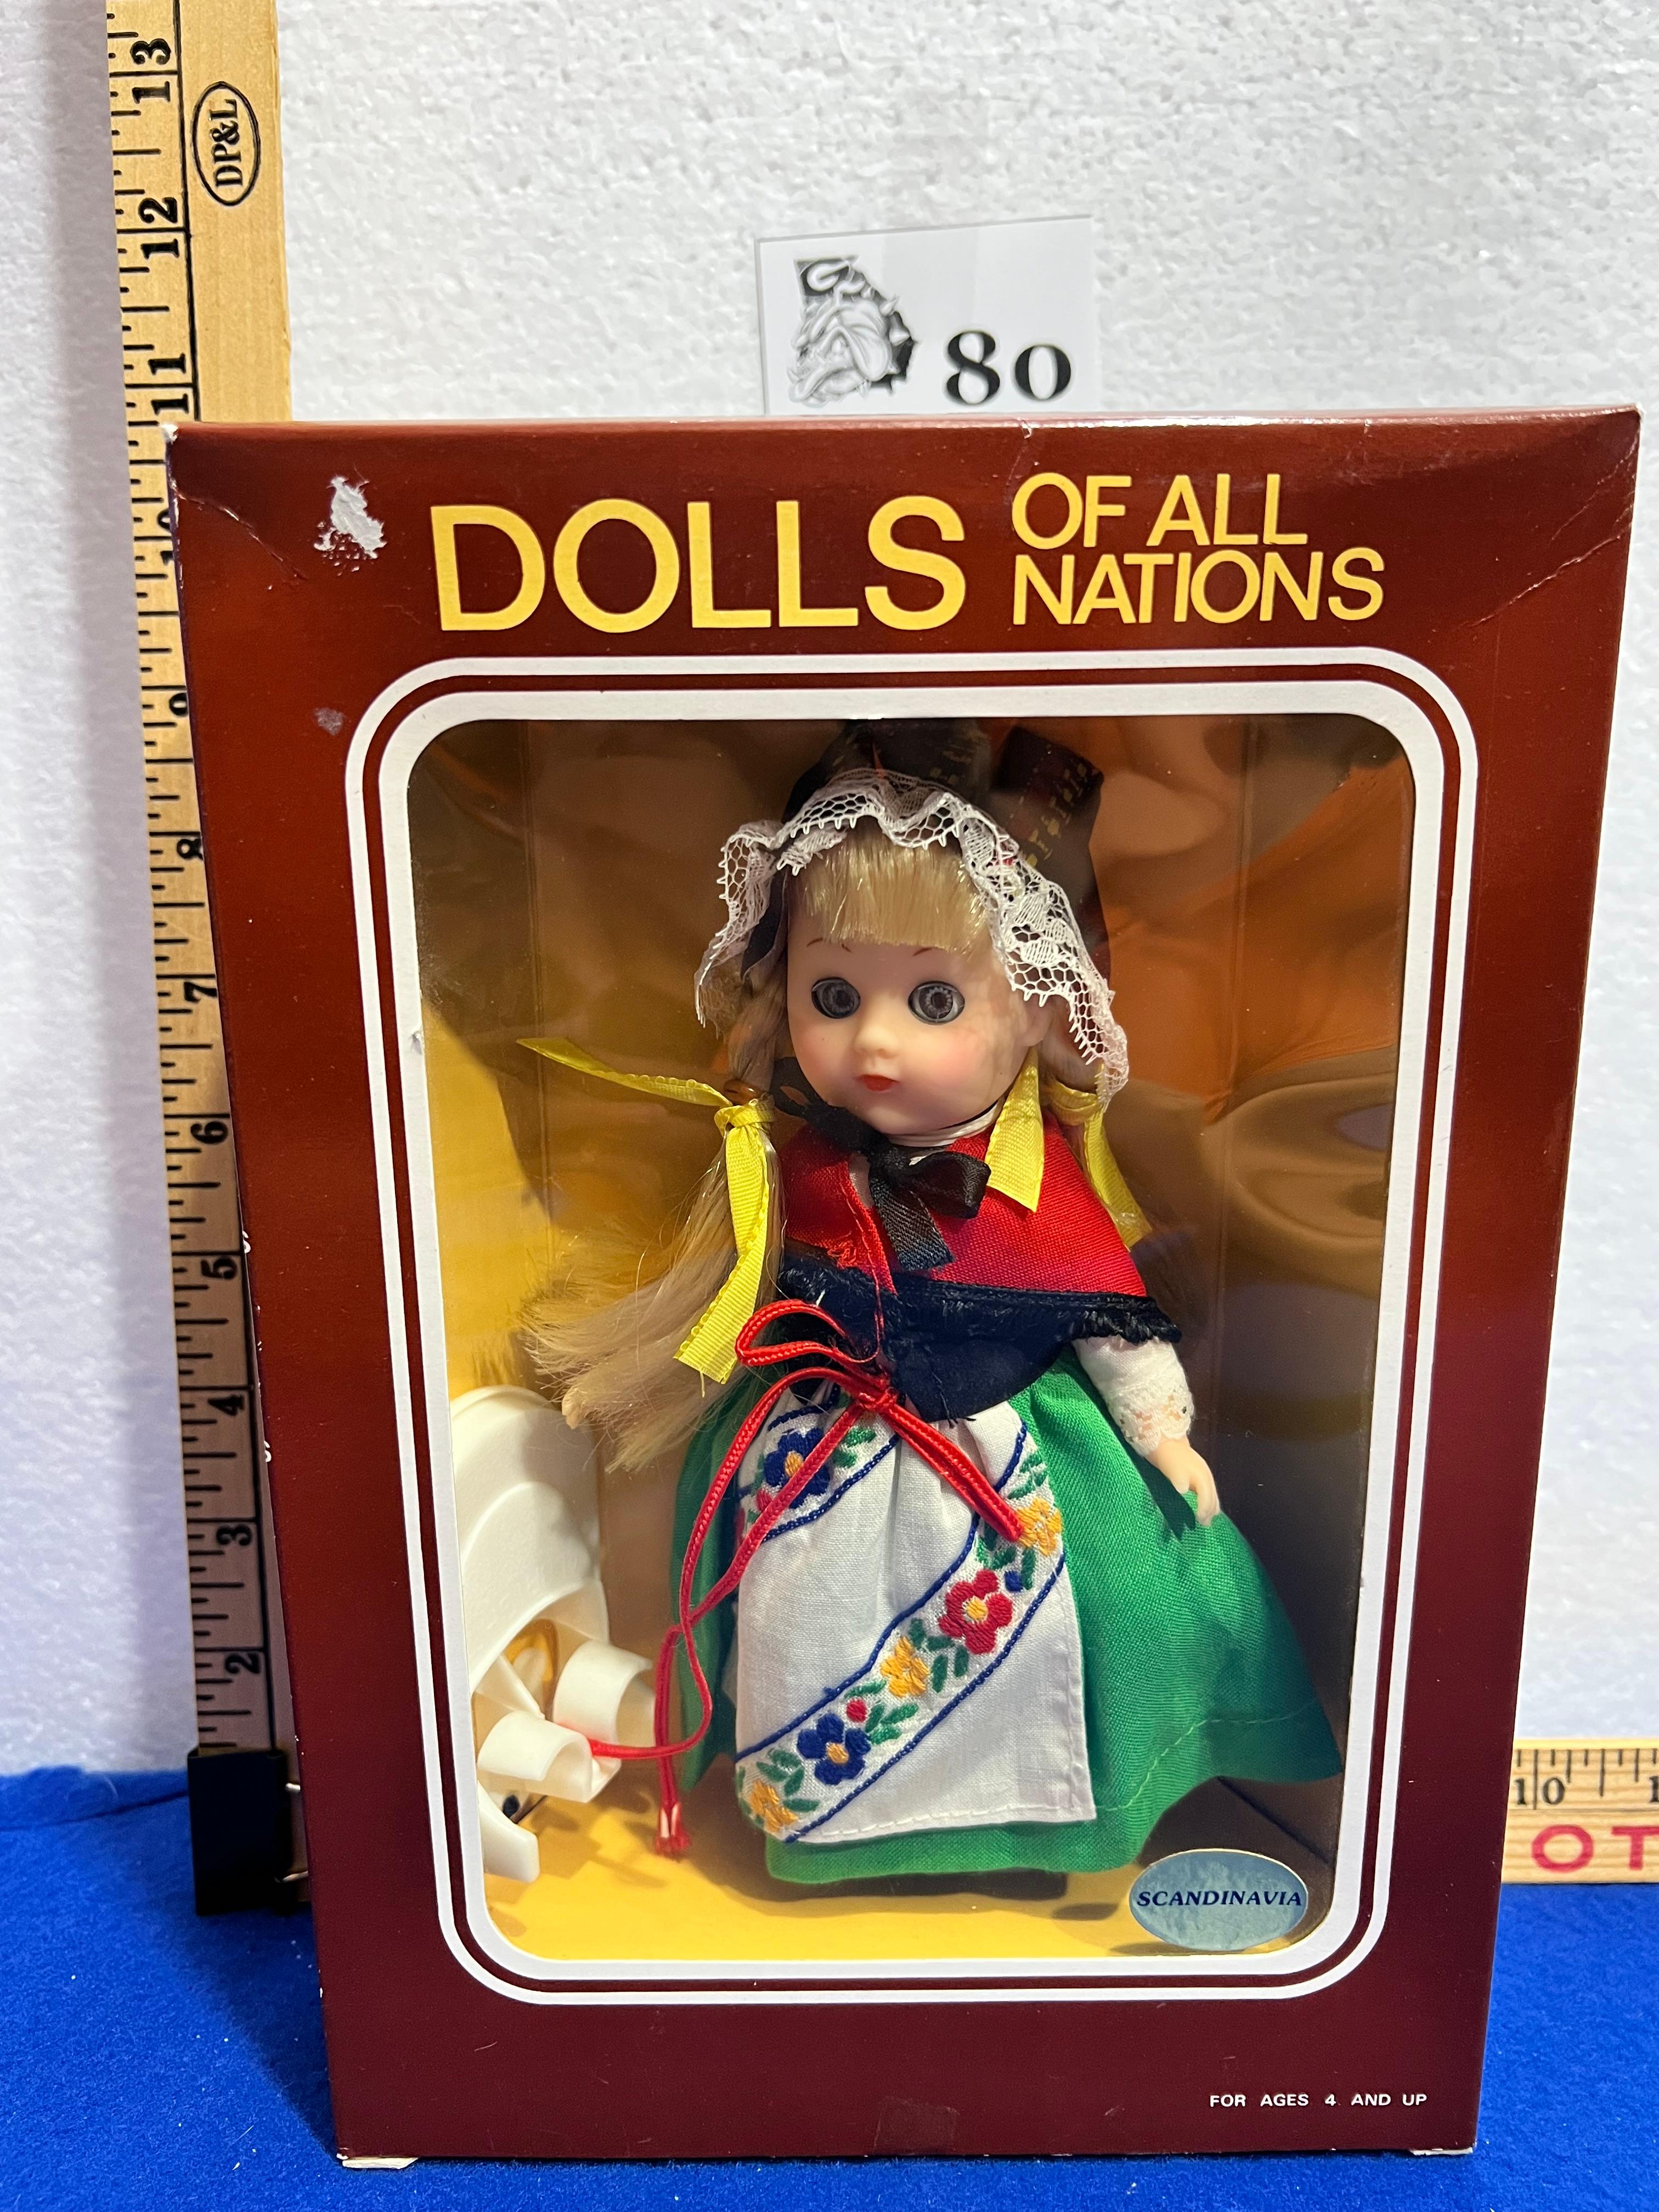 13
DP&L
12
11
G
80
DOLLS OF ALL NATIONS
9
8
7
6
5
4
3
2
10
OT
SCANDINAVIA
FOR AGES 4 AND UP